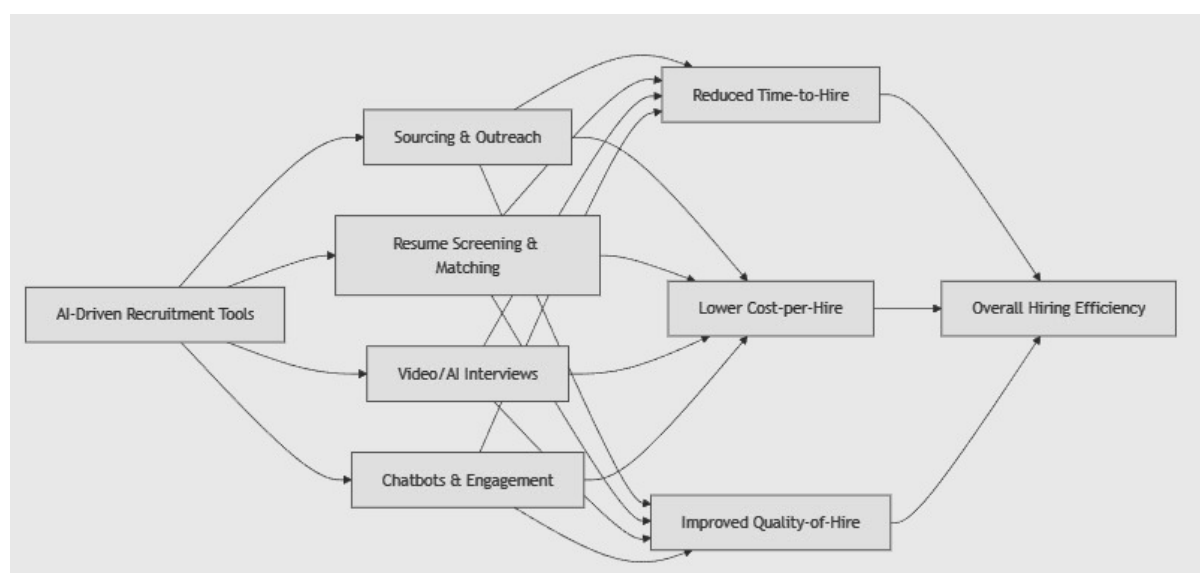 AI-Driven Recruitment Tools
Sourcing & Outreach
Resume Screening &
Matching
Video/AI Interviews
Chatbots & Engagement
Reduced Time-to-Hire
Lower Cost-per-Hire
Improved Quality-of-Hire
Overall Hiring Efficiency